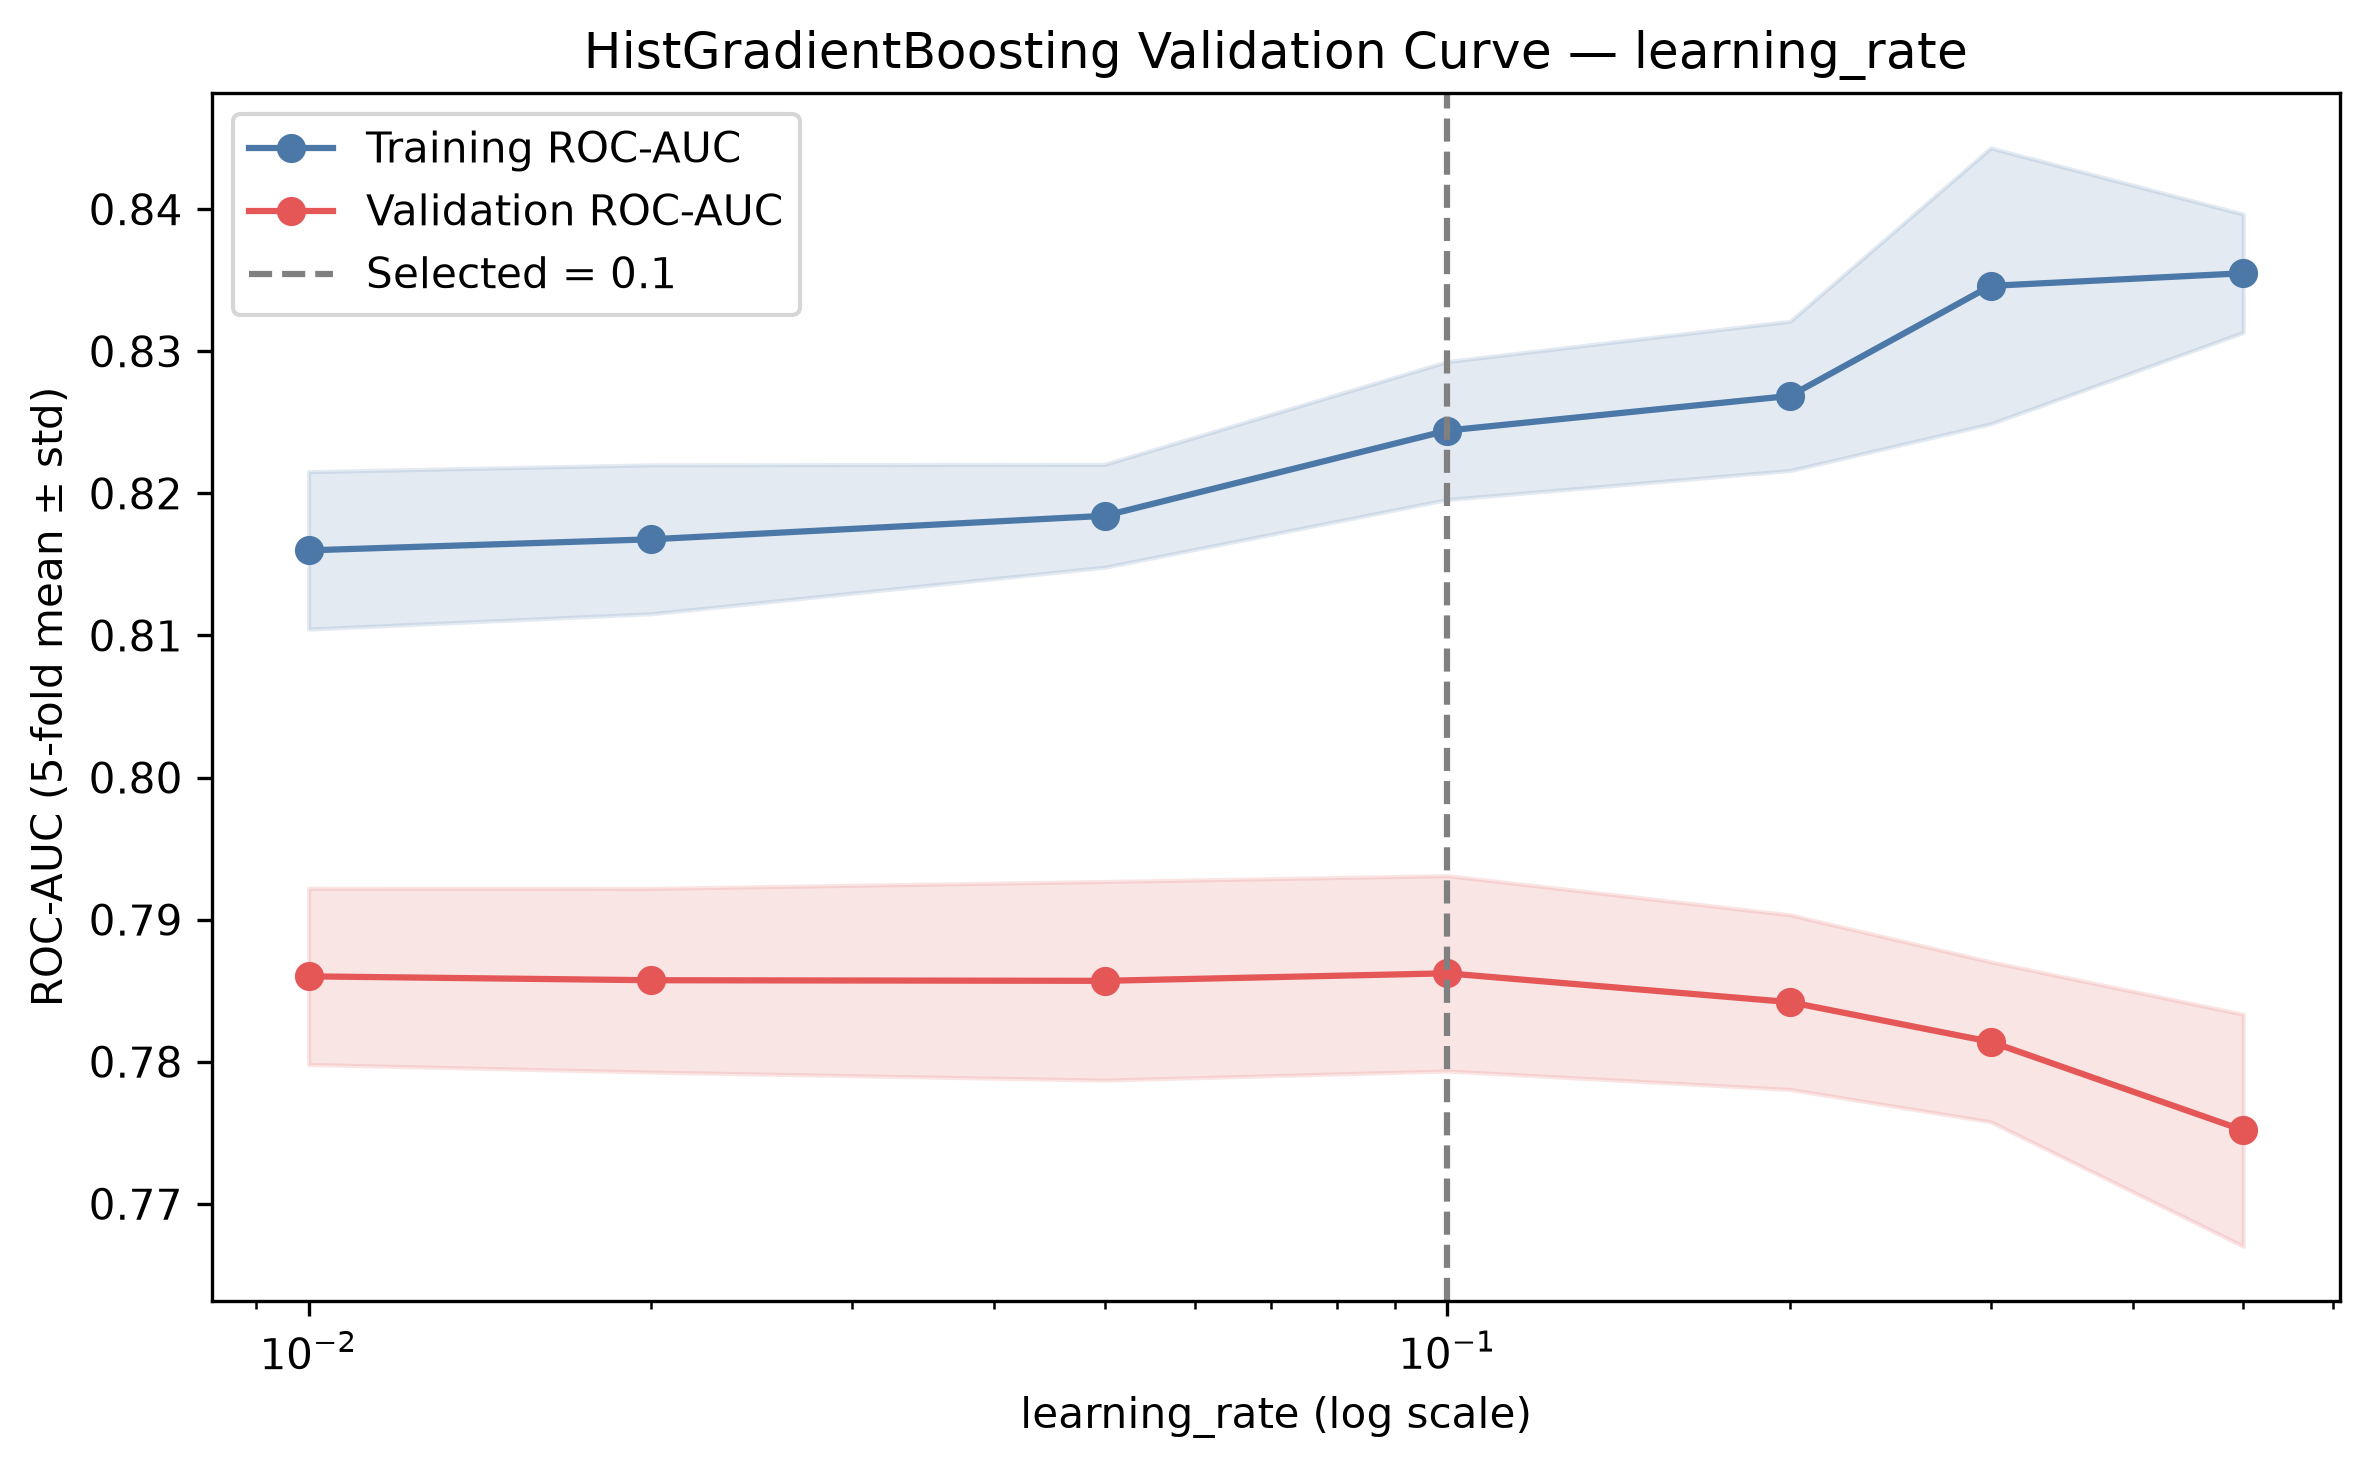 HistGradientBoosting Validation Curve — learning_rate
Training ROC-AUC
Validation ROC-AUC
Selected = 0.1
ROC-AUC (5-fold mean ± std)
0.84
0.83
0.82
0.81
0.80
0.79
0.78
0.77
10⁻²
10⁻¹
learning_rate (log scale)